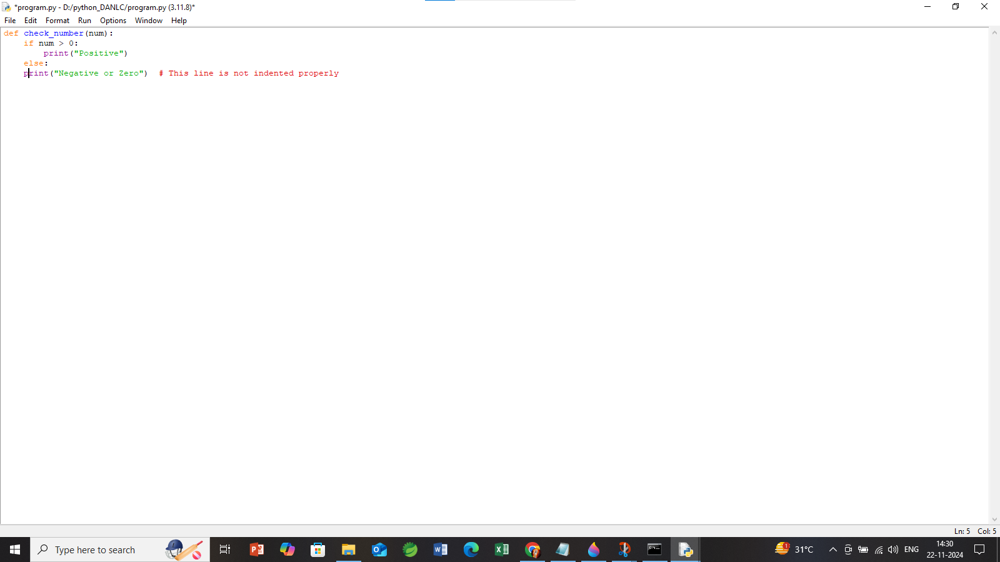 *program.py - D:/python_DANLC/program.py (3.11.8)*
File Edit Format Run Options Window Help
def check_number(num):
    if num > 0:
        print("Positive")
    else:
    print("Negative or Zero")  # This line is not indented properly
Ln: 5 Col: 5
Type here to search
1 31°C ENG 14:30
22-11-2024